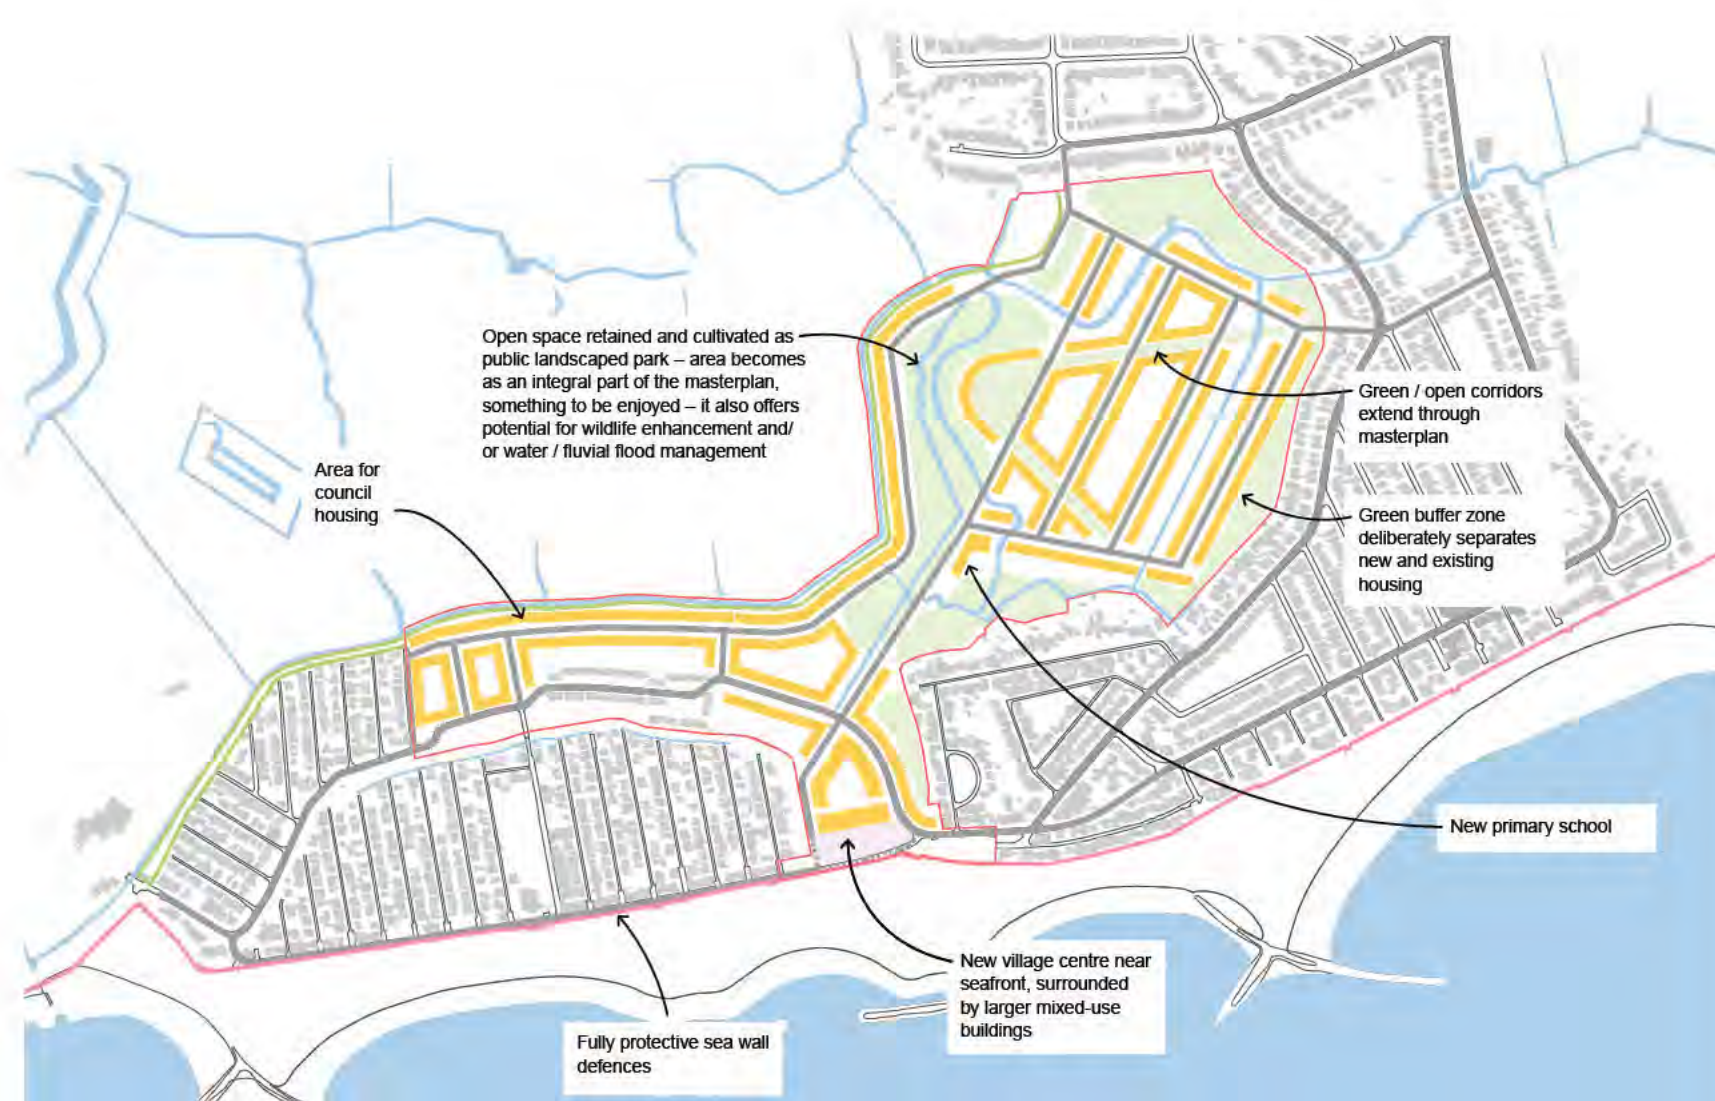 Open space retained and cultivated as
public landscaped park – area becomes
as an integral part of the masterplan,
something to be enjoyed – it also offers
potential for wildlife enhancement and/
or water / fluvial flood management
Green / open corridors
extend through
masterplan
Area for
council
housing
Green buffer zone
deliberately separates
new and existing
housing
New primary school
New village centre near
seafront, surrounded
by larger mixed-use
buildings
Fully protective sea wall
defences